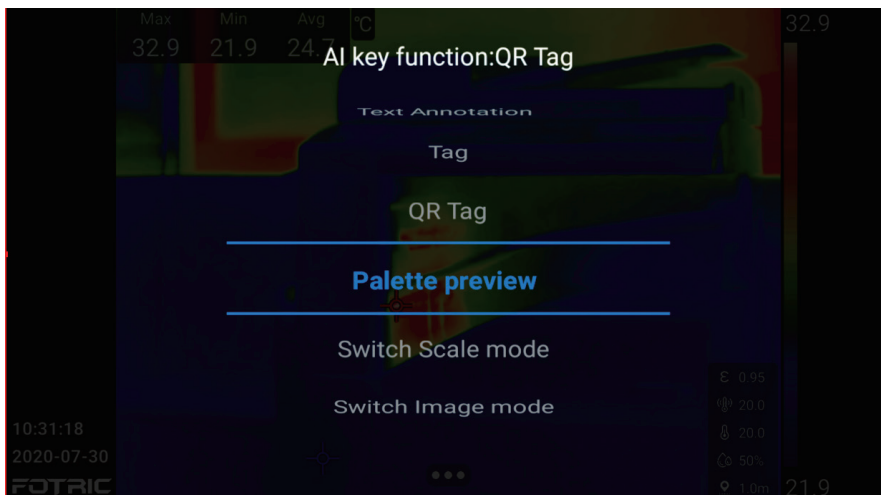 Max Min Avg °C
32.9 21.9 24.7
32.9
AI key function:QR Tag
Text Annotation
Tag
QR Tag
Palette preview
Switch Scale mode
Switch Image mode
ε 0.95
20.0
20.0
50%
1.0m
21.9
10:31:18
2020-07-30
FOTRIC